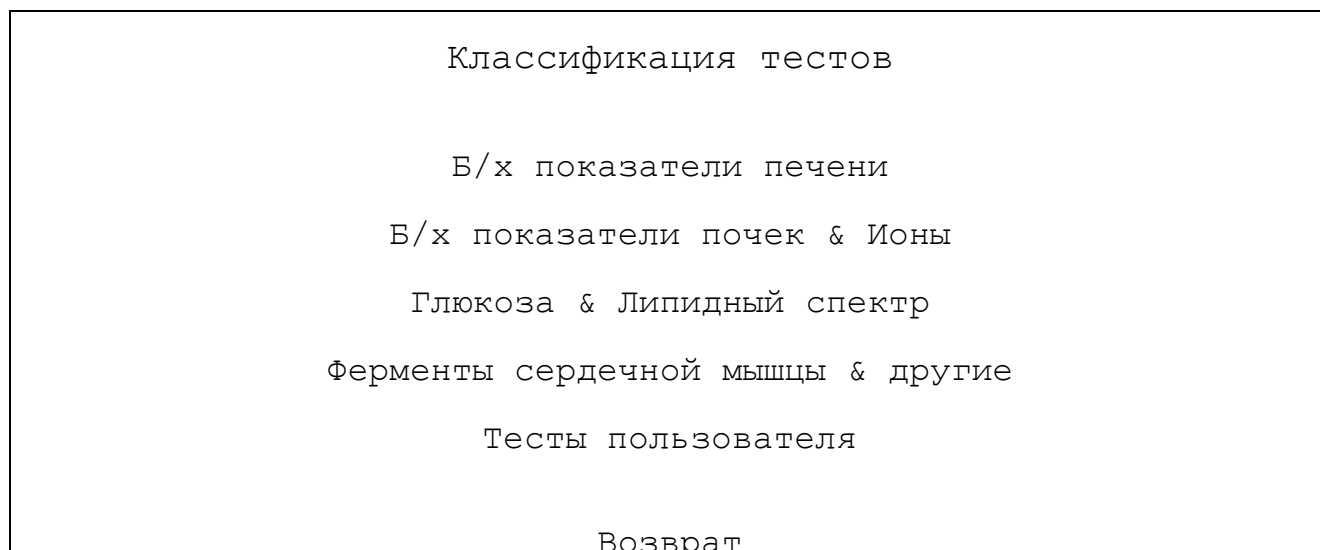 Классификация тестов
Б/х показатели печени
Б/х показатели почек & Ионы
Глюкоза & Липидный спектр
Ферменты сердечной мышцы & другие
Тесты пользователя
Возврат